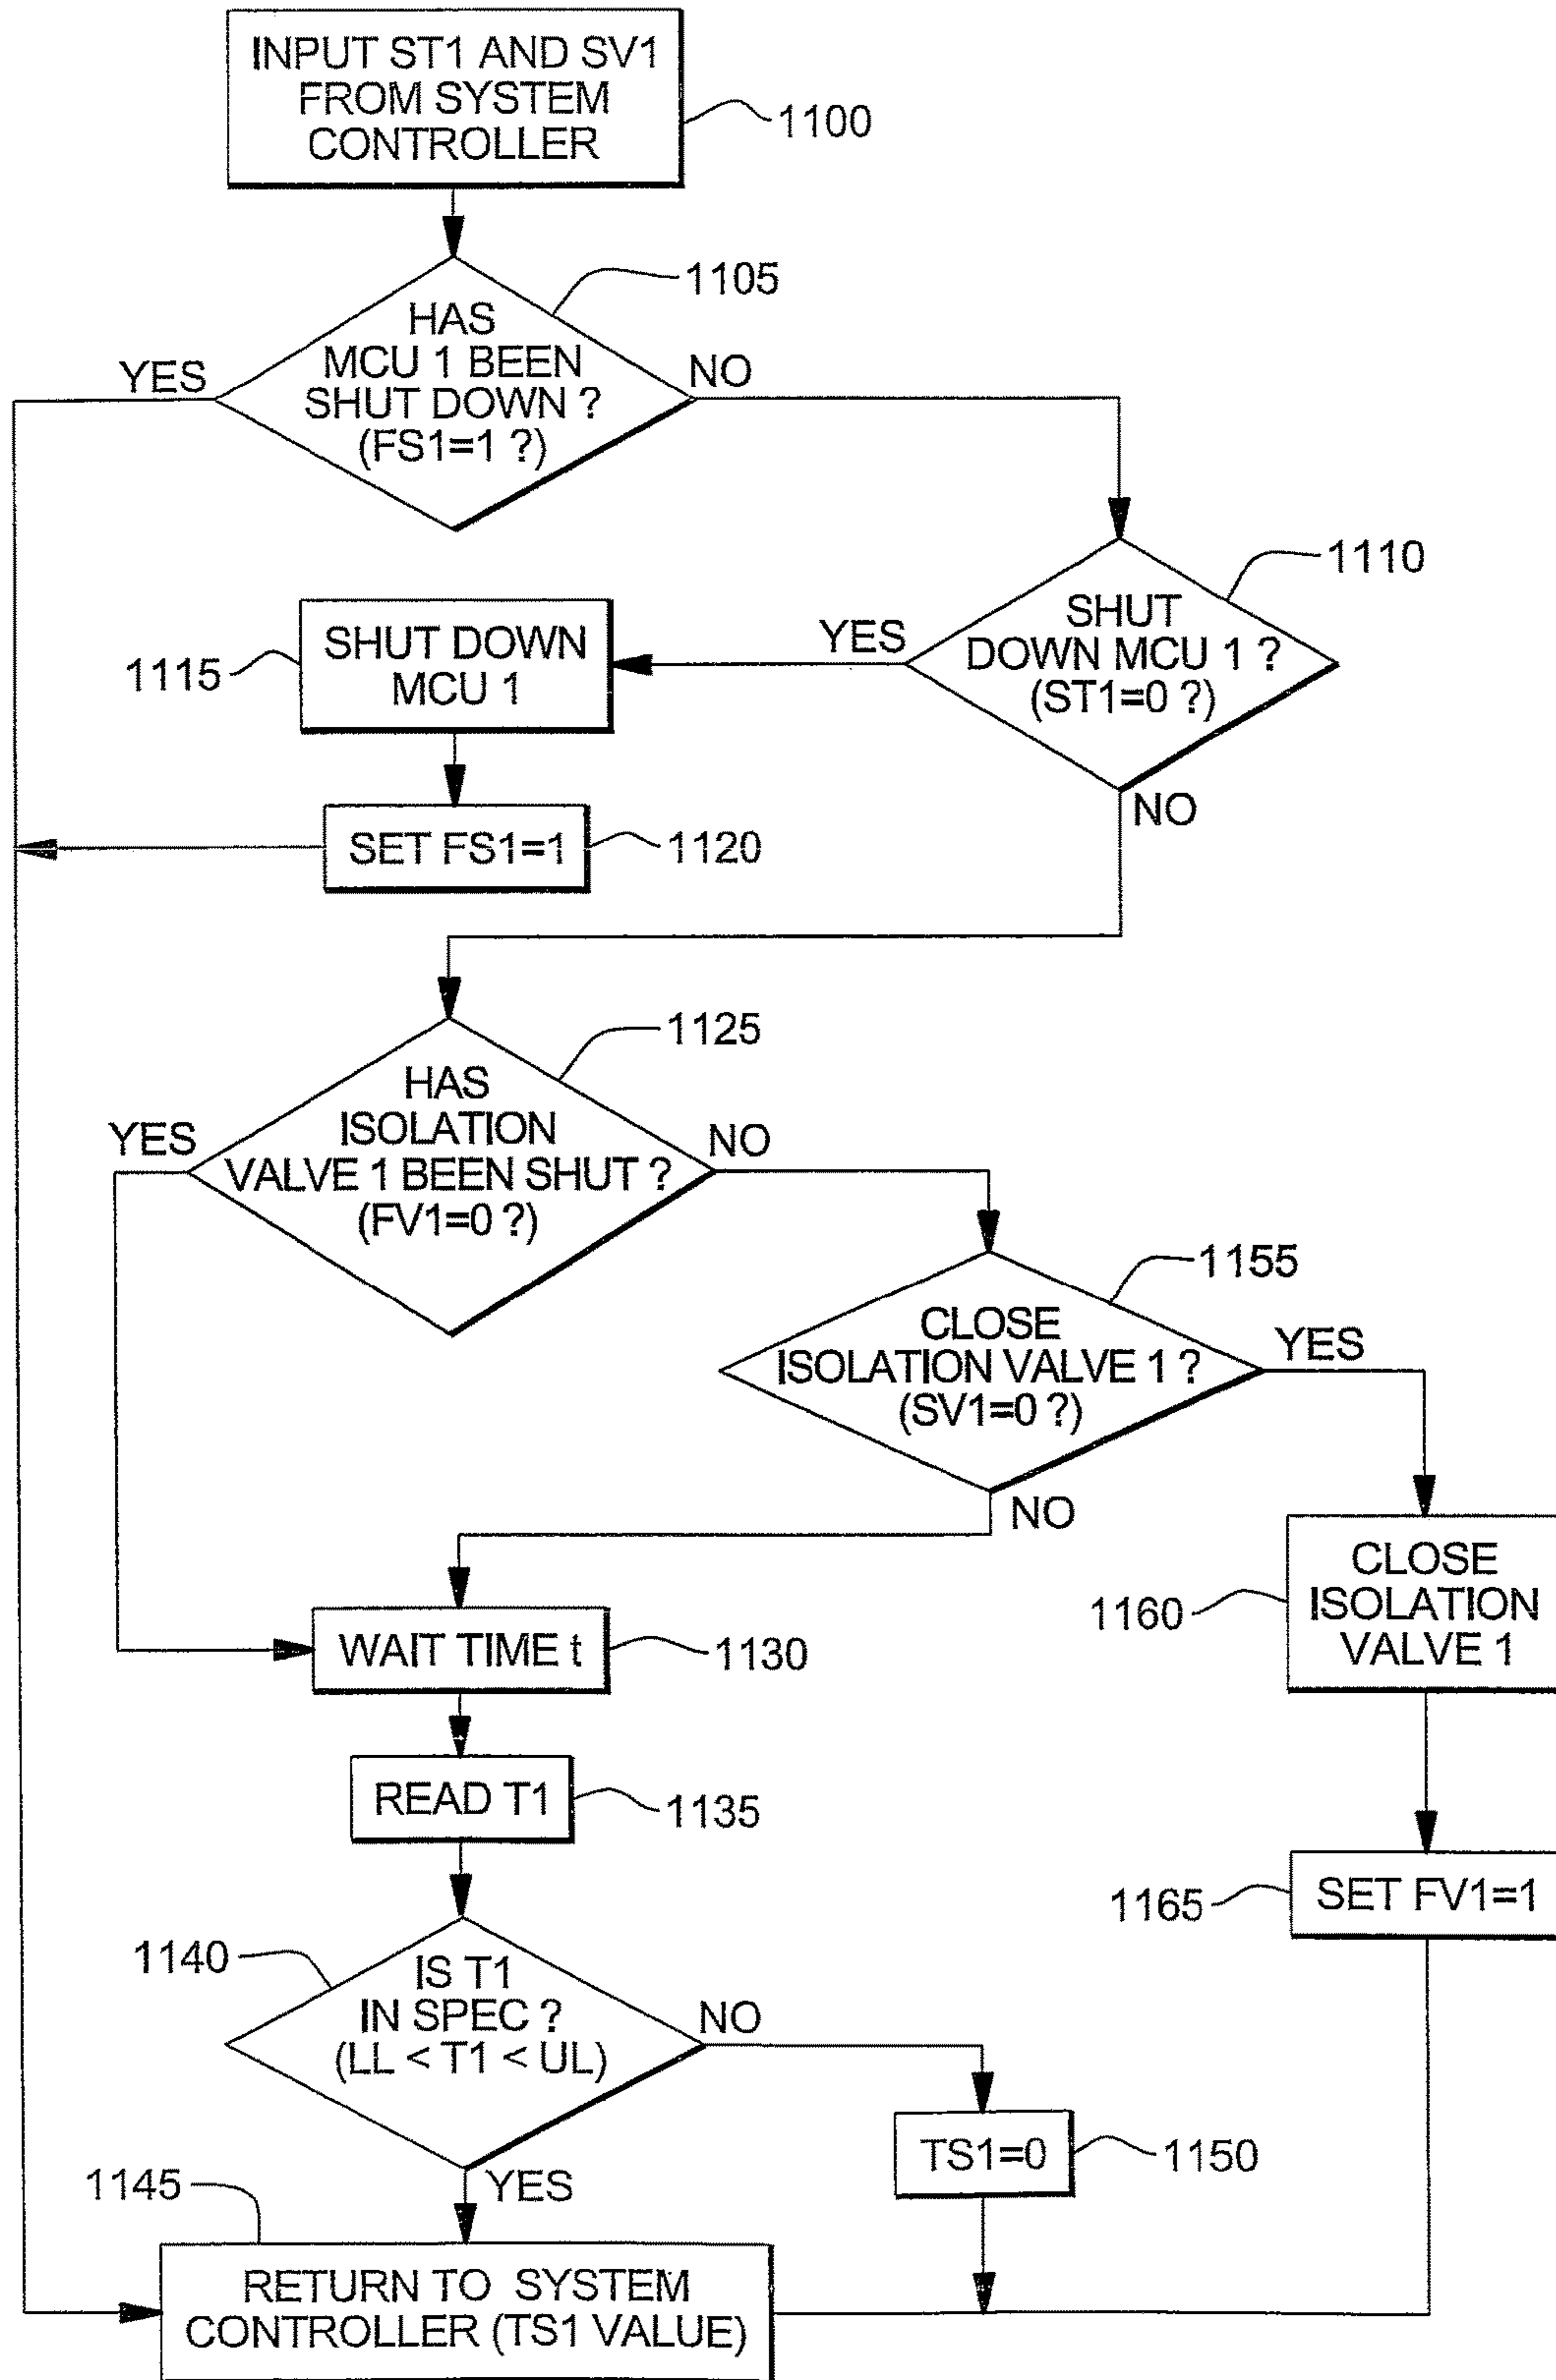 INPUT ST1 AND SV1
FROM SYSTEM
CONTROLLER
1100
1105
HAS
MCU 1 BEEN
SHUT DOWN ?
(FS1=1 ?)
YES
NO
1110
SHUT
DOWN MCU 1 ?
(ST1=0 ?)
YES
NO
1115
SHUT DOWN
MCU 1
SET FS1=1
1120
1125
HAS
ISOLATION
VALVE 1 BEEN SHUT ?
(FV1=0 ?)
YES
NO
1155
CLOSE
ISOLATION VALVE 1 ?
(SV1=0 ?)
YES
NO
1160
CLOSE
ISOLATION
VALVE 1
WAIT TIME t
1130
READ T1
1135
1165
SET FV1=1
1140
IS T1
IN SPEC ?
(LL < T1 < UL)
NO
YES
TS1=0
1150
1145
RETURN TO SYSTEM
CONTROLLER (TS1 VALUE)